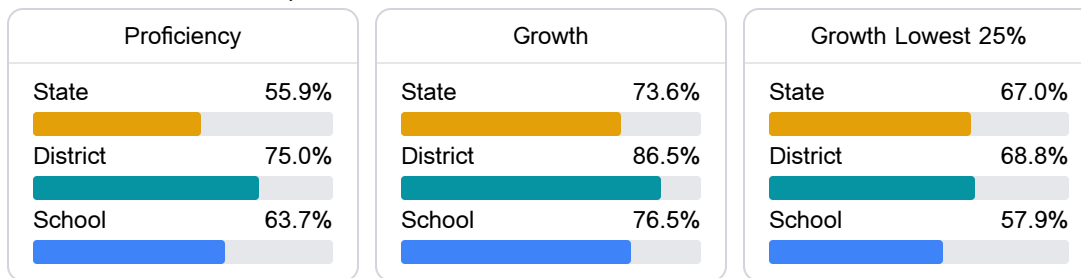 Proficiency
State 55.9%
District 75.0%
School 63.7%
Growth
State 73.6%
District 86.5%
School 76.5%
Growth Lowest 25%
State 67.0%
District 68.8%
School 57.9%